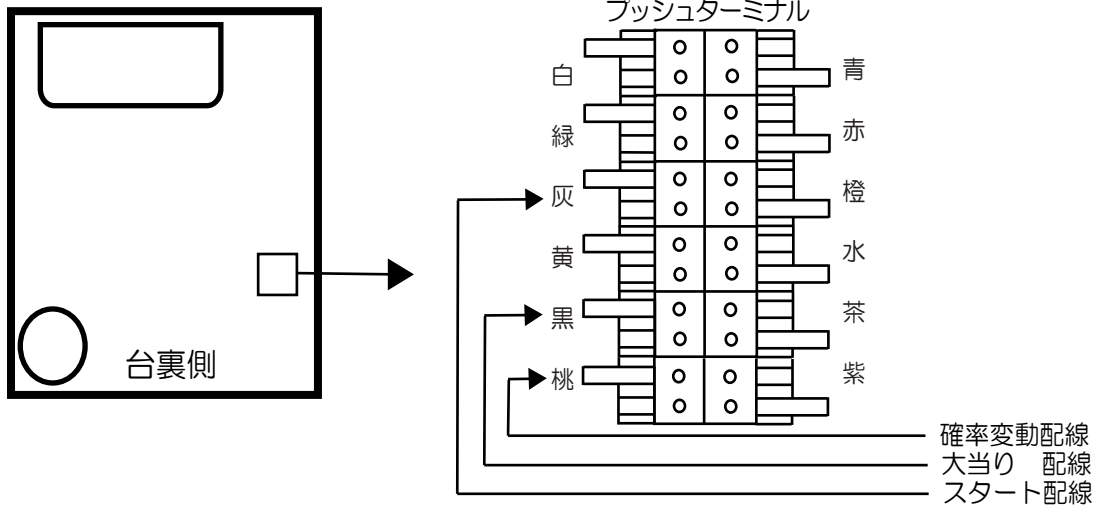 プッシュターミナル
白 青
緑 赤
灰 橙
黄 水
黒 茶
桃 紫
台裏側
確率変動配線
大当り　配線
スタート配線